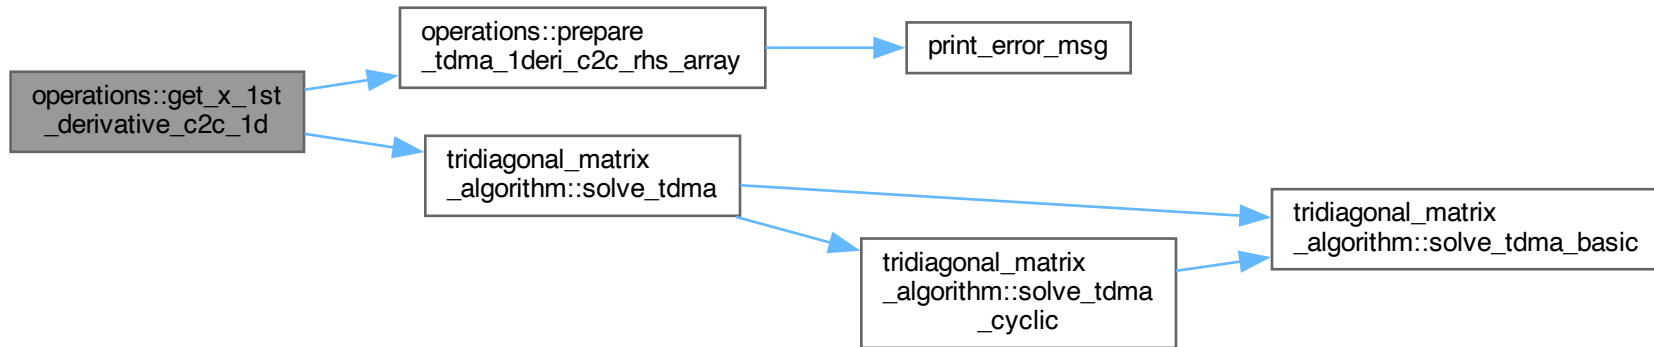 operations::get_x_1st
_derivative_c2c_1d
operations::prepare
_tdma_1deri_c2c_rhs_array
print_error_msg
tridiagonal_matrix
_algorithm::solve_tdma
tridiagonal_matrix
_algorithm::solve_tdma
_cyclic
tridiagonal_matrix
_algorithm::solve_tdma_basic